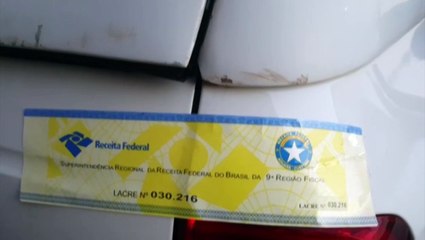 Receita Federal
SUPERINTENDÊNCIA REGIONAL DA RECEITA FEDERAL DO BRASIL DA 9ª REGIÃO FISCAL
LACRE Nº 030.216
LACRE Nº 030.216